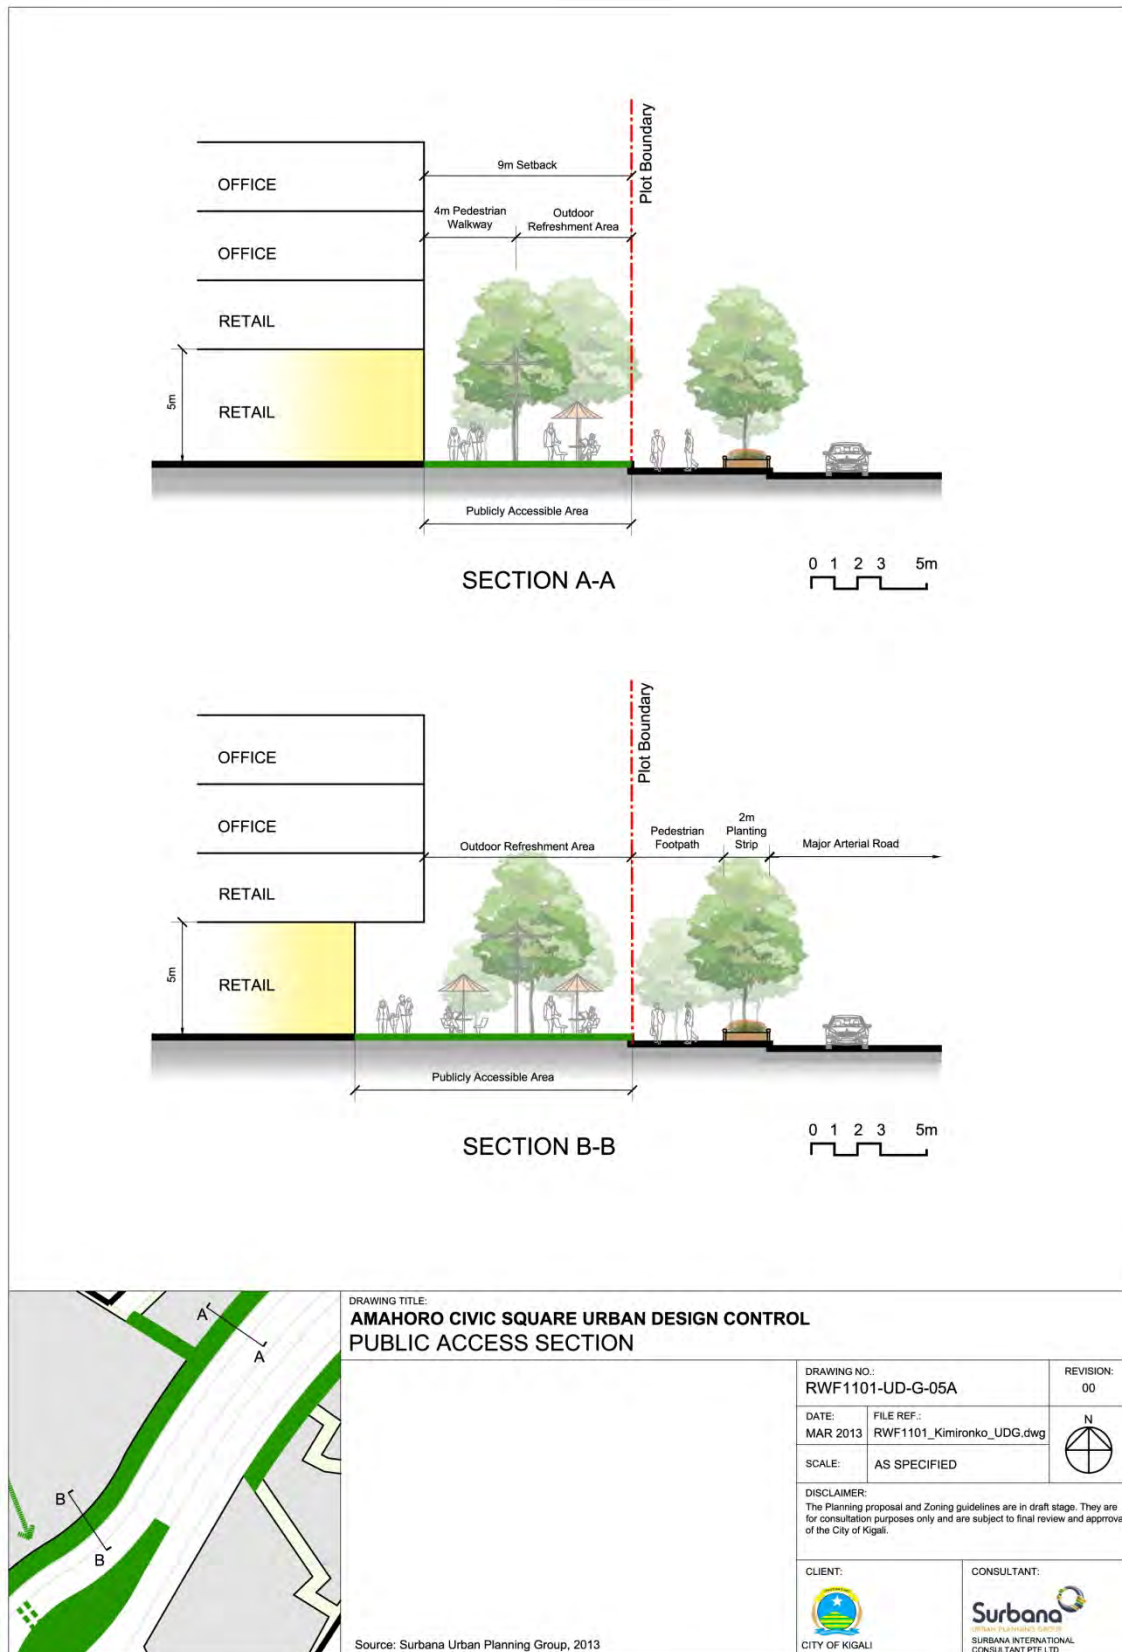 Plot Boundary
9m Setback
OFFICE
4m Pedestrian
Walkway
Outdoor
Refreshment Area
OFFICE
RETAIL
5m
RETAIL
Publicly Accessible Area
SECTION A-A
0 1 2 3 5m
Plot Boundary
OFFICE
OFFICE
Outdoor Refreshment Area
Pedestrian
Footpath
2m
Planting
Strip
Major Arterial Road
RETAIL
5m
RETAIL
Publicly Accessible Area
SECTION B-B
0 1 2 3 5m
A
A
B
B
DRAWING TITLE:
AMAHORO CIVIC SQUARE URBAN DESIGN CONTROL
PUBLIC ACCESS SECTION
Source: Surbana Urban Planning Group, 2013
DRAWING NO.:
RWF1101-UD-G-05A
REVISION:
00
DATE:
MAR 2013
FILE REF.:
RWF1101_Kimironko_UDG.dwg
N
SCALE:
AS SPECIFIED
DISCLAIMER:
The Planning proposal and Zoning guidelines are in draft stage. They are
for consultation purposes only and are subject to final review and approva
of the City of Kigali.
CLIENT:
CITY OF KIGALI
CONSULTANT:
Surbana
URBAN PLANNING GROUP
SURBANA INTERNATIONAL
CONSULTANT PTE LTD